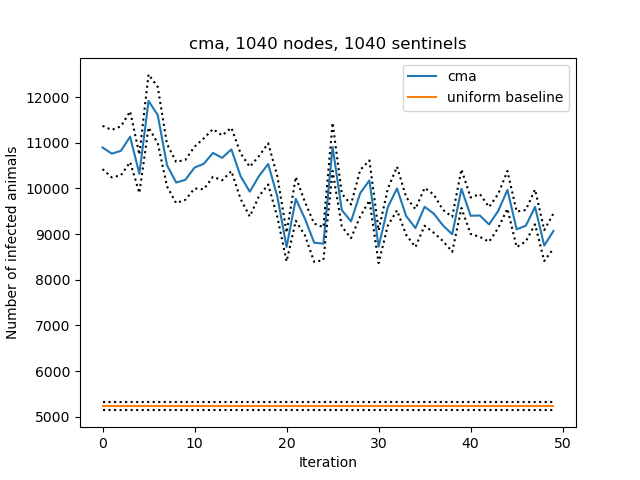 cma, 1040 nodes, 1040 sentinels
cma
uniform baseline
Number of infected animals
12000
11000
10000
9000
8000
7000
6000
5000
0 10 20 30 40 50
Iteration